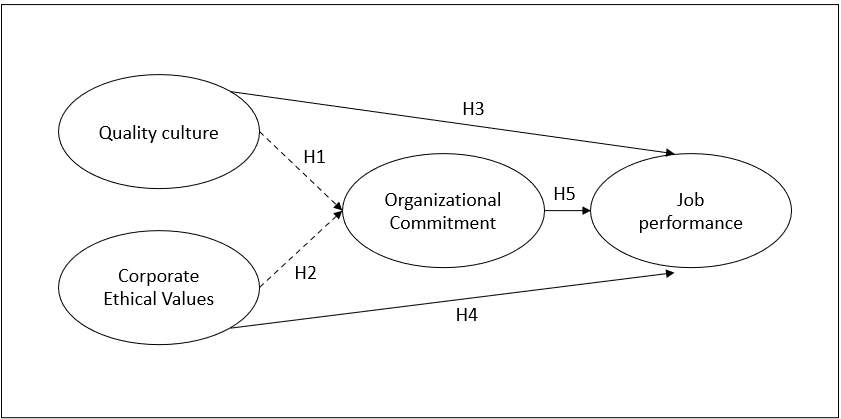 H3
Quality culture
H1
Organizational
Commitment
H5
Job
performance
Corporate
Ethical Values
H2
H4